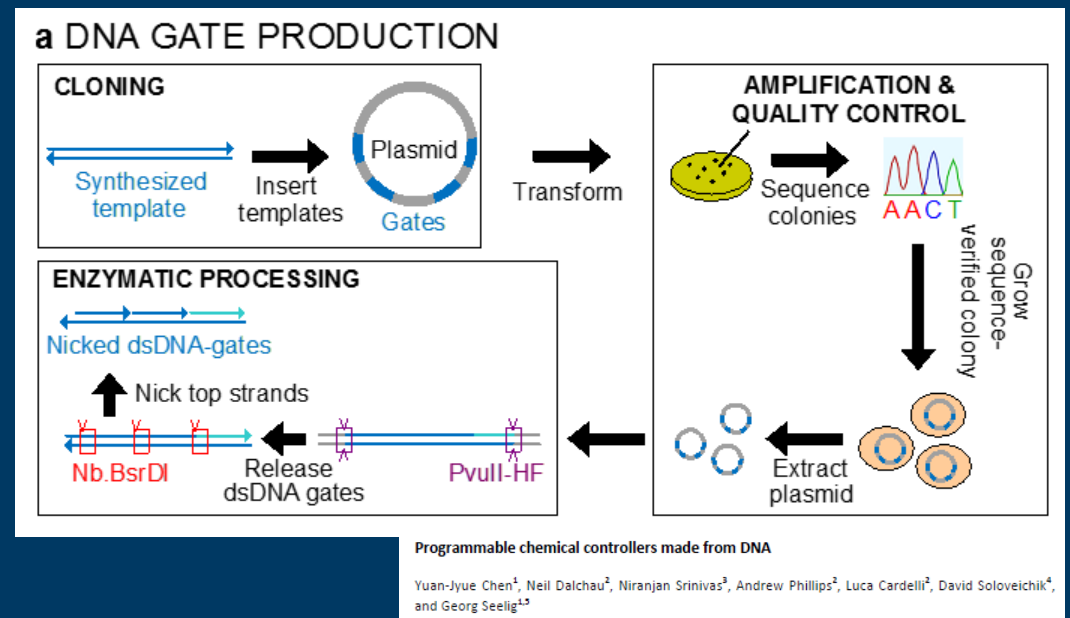 a DNA GATE PRODUCTION
CLONING
Synthesized
template
Insert
templates
Plasmid
Gates
Transform
AMPLIFICATION &
QUALITY CONTROL
Sequence
colonies
AACT
Grow
sequence-
verified colony
Extract
plasmid
ENZYMATIC PROCESSING
Nicked dsDNA-gates
Nick top strands
Nb.BsrDI
Release
dsDNA gates
PvuII-HF
Programmable chemical controllers made from DNA
Yuan-Jyue Chen1, Neil Dalchau2, Niranjan Srinivas3, Andrew Phillips2, Luca Cardelli2, David Soloveichik4,
and Georg Seelig1,5